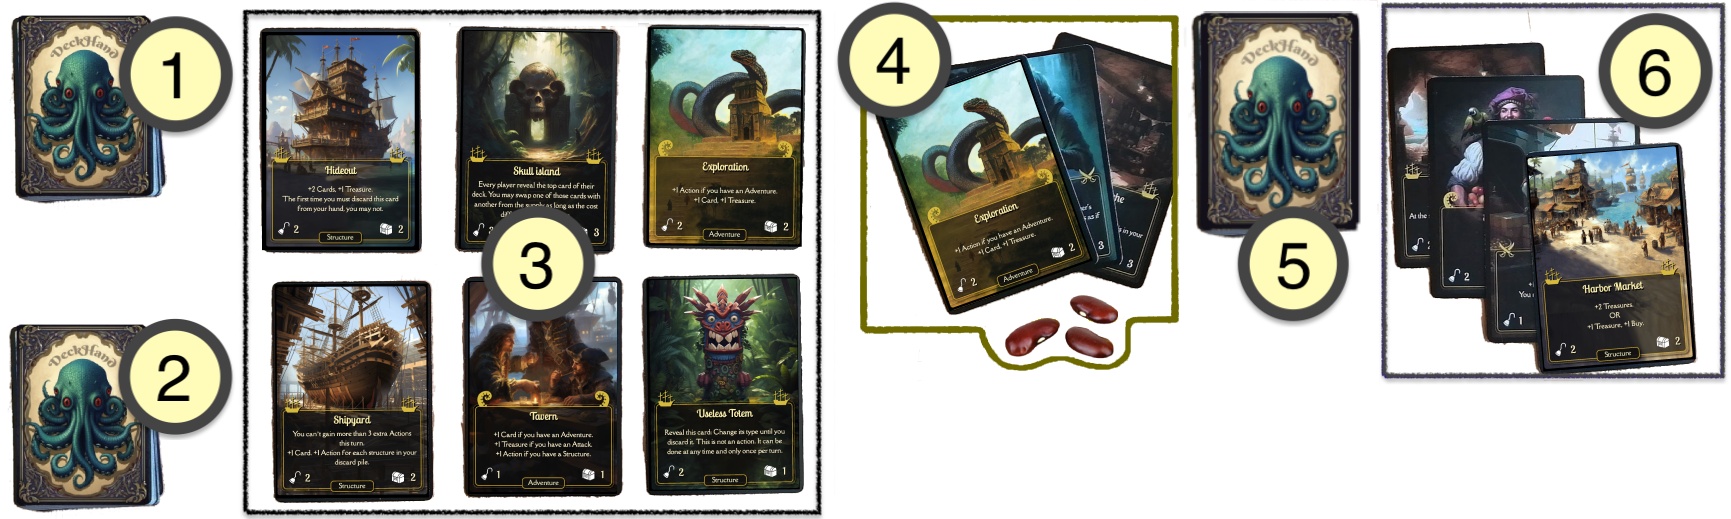 DeckHand
1
DeckHand
2
Hideout
+2 Cards, +1 Treasure.
The first time you must discard this card
from your hand, you may not.
2
2
Structure
Skull island
Every player reveal the top card of their
deck. You may swap one of those cards with
another from the supply as long as the cost
3
Exploration
+1 Action if you have an Adventure.
+1 Card, +1 Treasure.
2
2
Adventure
3
Shipyard
You can't gain more than 3 extra Actions
this turn.
+1 Card, +1 Action for each structure in your
discard pile.
2
2
Structure
Tavern
+1 Card if you have an Adventure.
+1 Treasure if you have an Attack.
+1 Action if you have a Structure.
1
1
Adventure
Useless Totem
Reveal this card: Change its type until you
discard it. This is not an action. It can be
done at any time and only once per turn.
2
1
Structure
4
Exploration
+1 Action if you have an Adventure.
+1 Card, +1 Treasure.
2
2
Adventure
as if
3
he
s in your
3
DeckHand
5
6
At the
2
1
Harbor Market
+2 Treasures.
OR
+1 Treasure, +1 Buy.
2
2
Structure